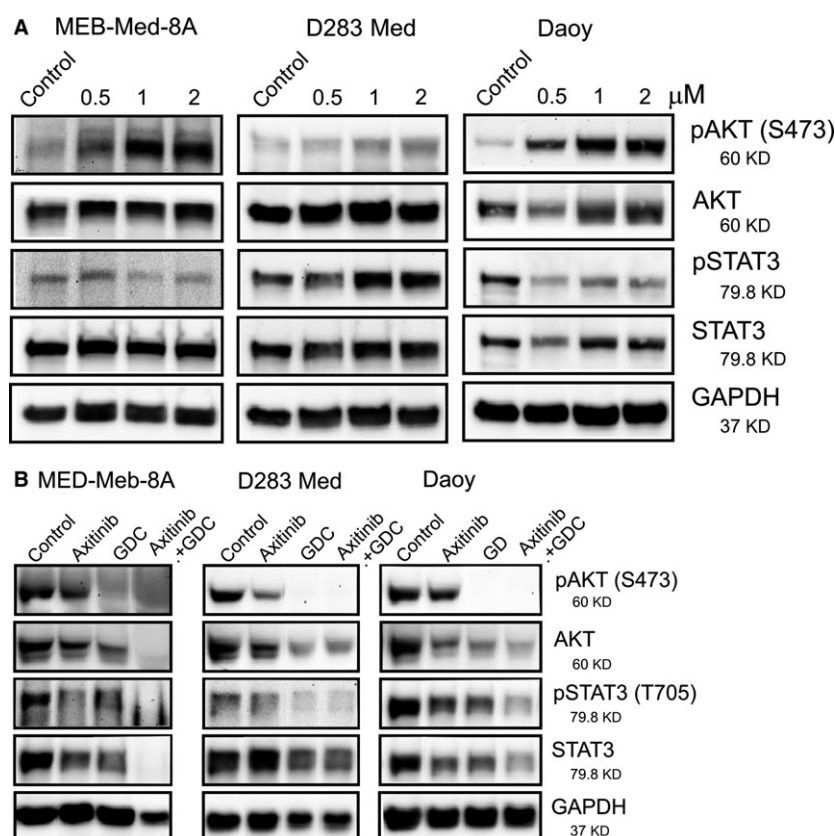 A MEB-Med-8A D283 Med Daoy
Control 0.5 1 2 Control 0.5 1 2 Control 0.5 1 2 μM
pAKT (S473)
60 KD
AKT
60 KD
pSTAT3
79.8 KD
STAT3
79.8 KD
GAPDH
37 KD
B MED-Meb-8A D283 Med Daoy
Control Axitinib GDC Axitinib .+GDC Control Axitinib GDC Axitinib .+GDC Control Axitinib GD Axitinib .+GDC
pAKT (S473)
60 KD
AKT
60 KD
pSTAT3 (T705)
79.8 KD
STAT3
79.8 KD
GAPDH
37 KD